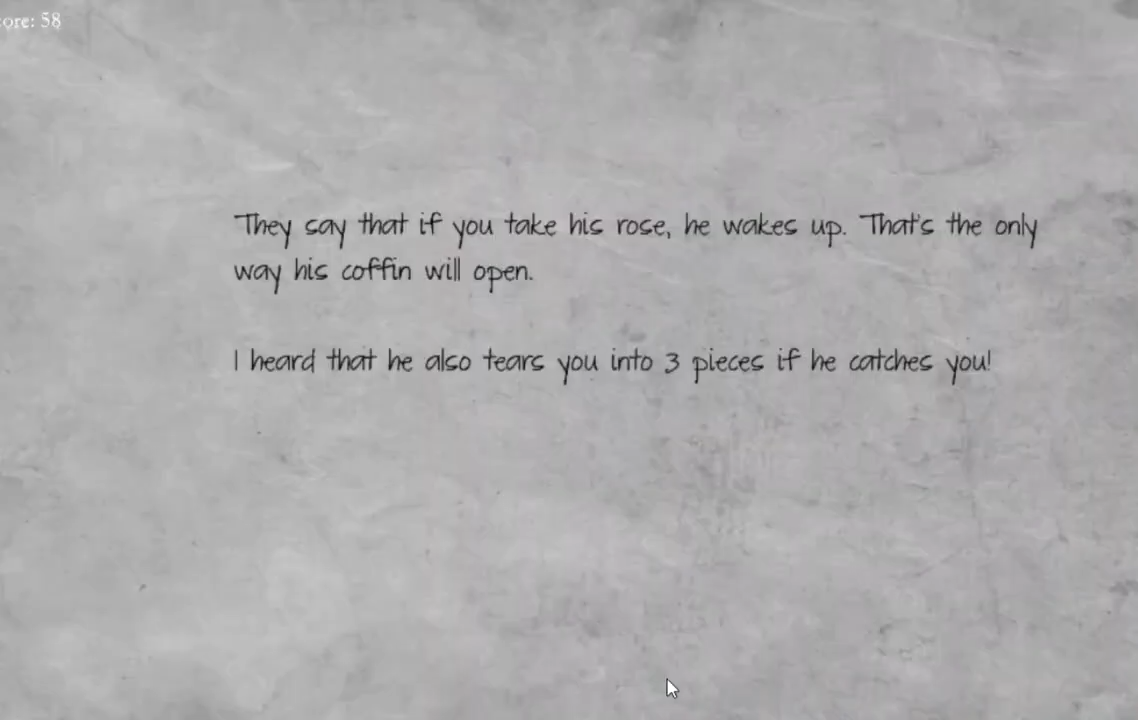 ore: 58
They say that if you take his rose, he wakes up. That's the only
way his coffin will open.
I heard that he also tears you into 3 pieces if he catches you!